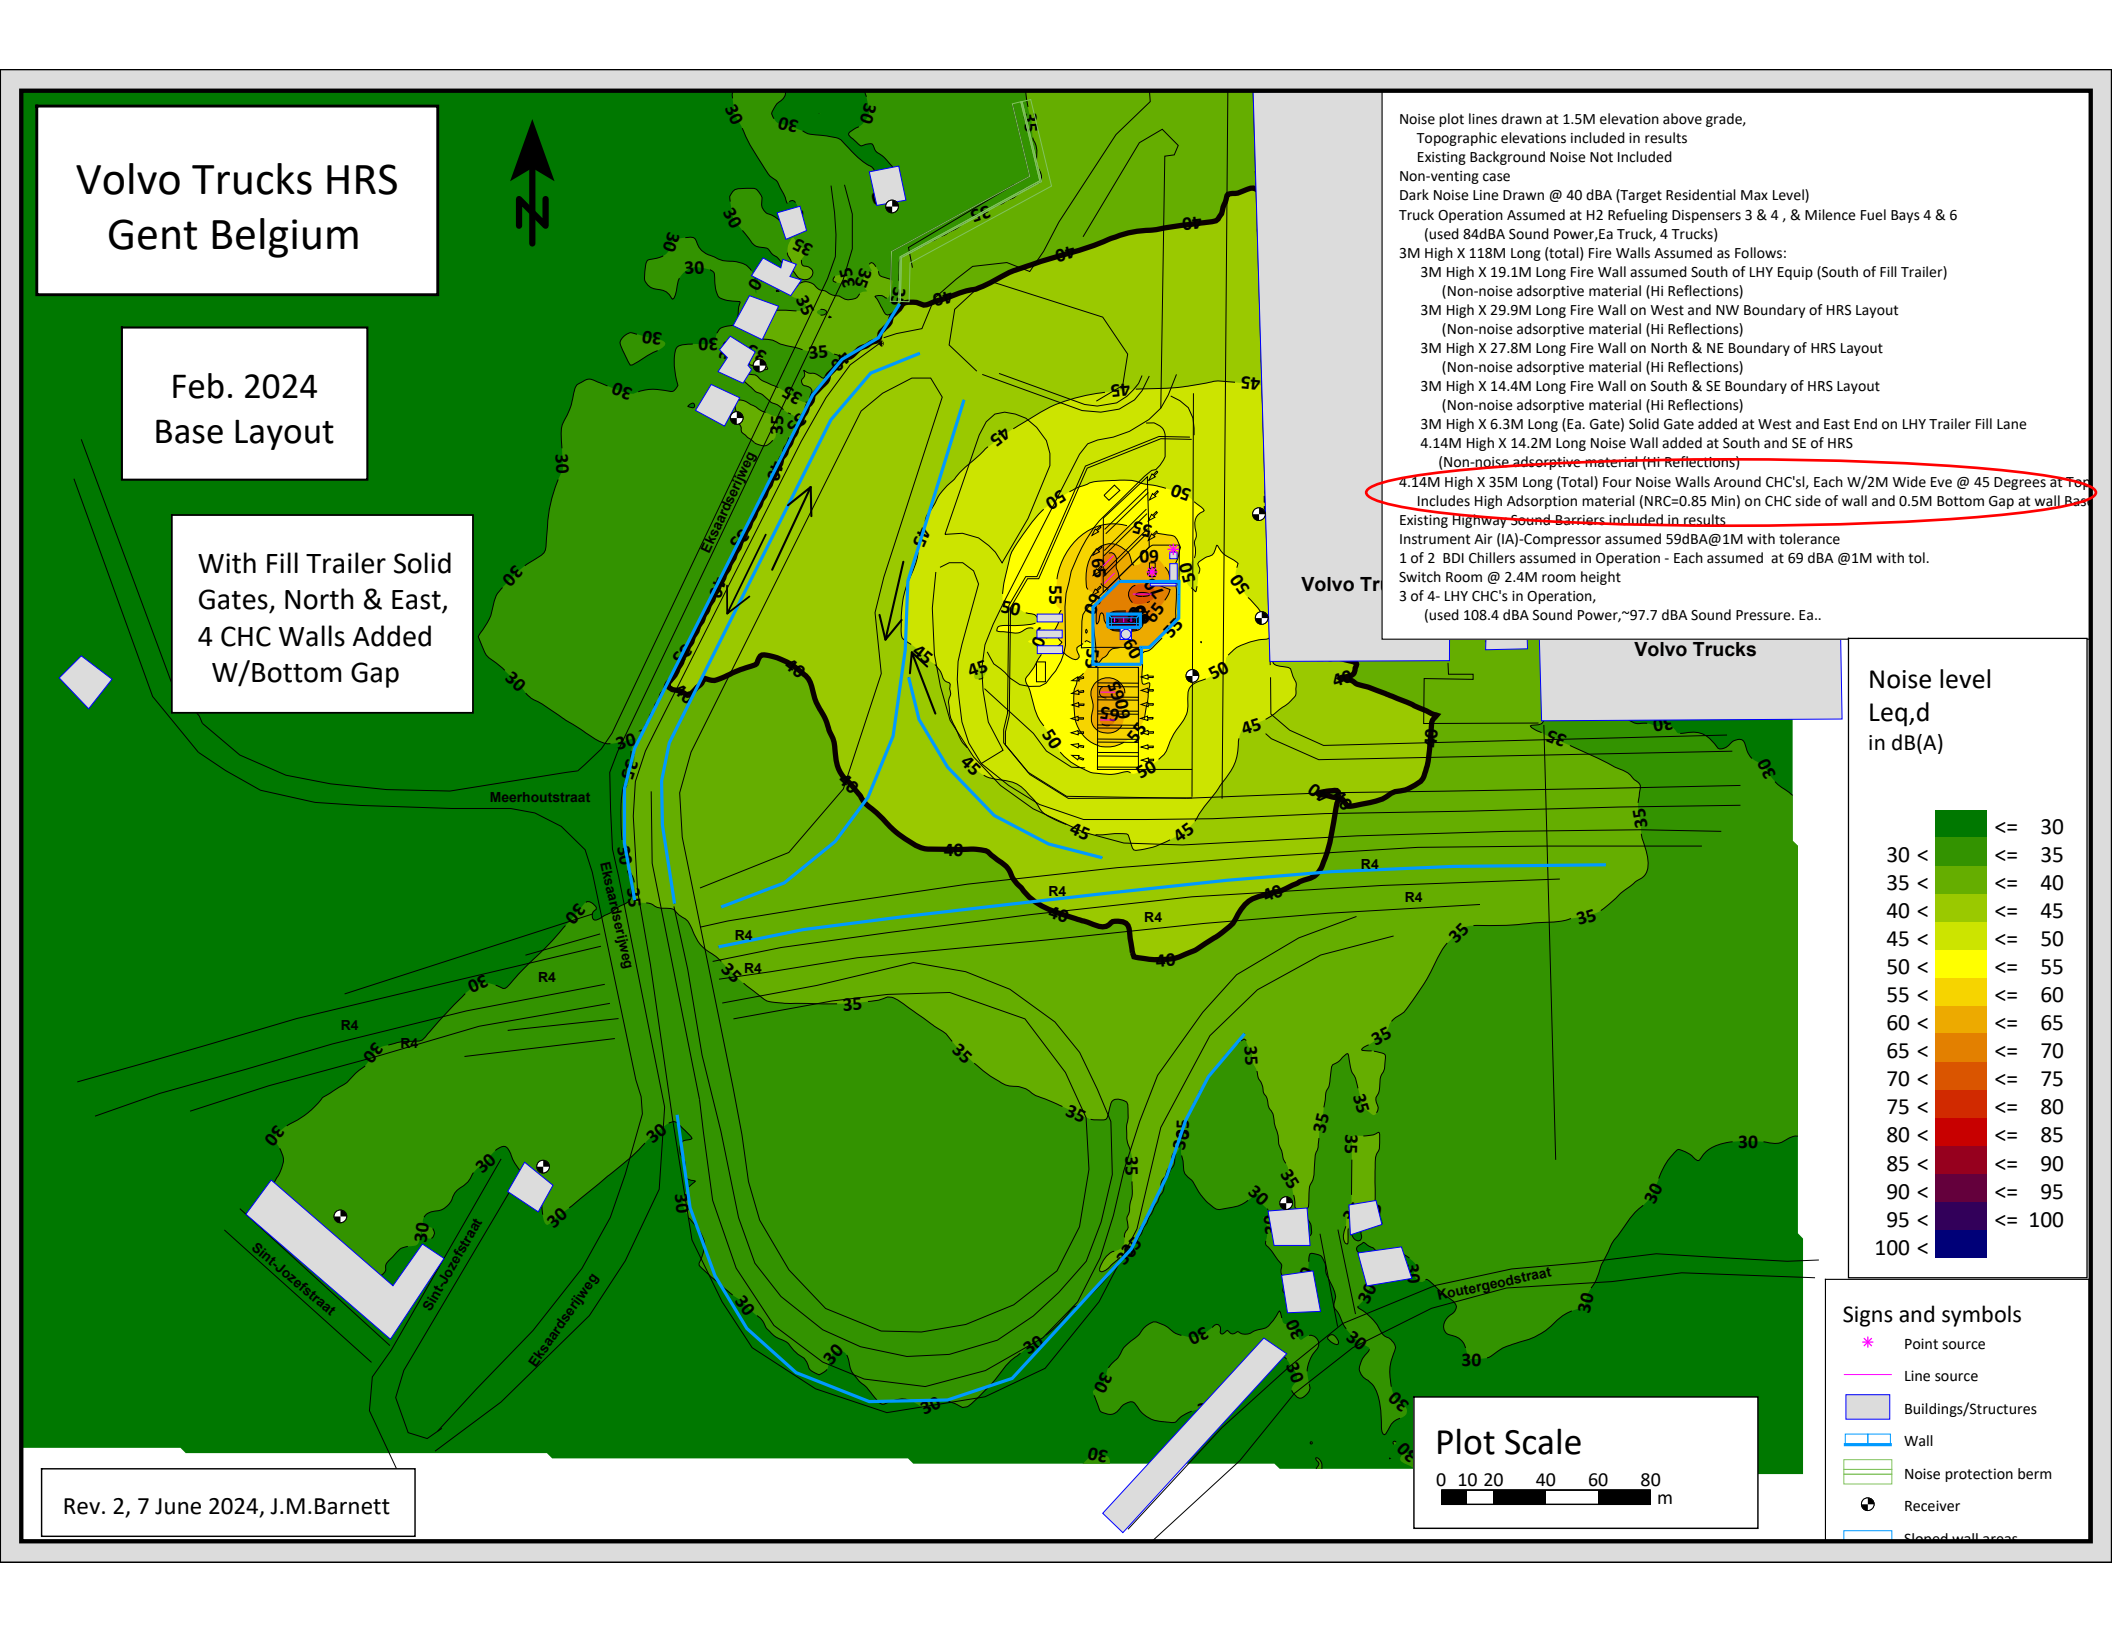 Volvo Trucks HRS
Gent Belgium
Feb. 2024
Base Layout
With Fill Trailer Solid
Gates, North & East,
4 CHC Walls Added
W/Bottom Gap
Noise plot lines drawn at 1.5M elevation above grade,
Topographic elevations included in results
Existing Background Noise Not Included
Non-venting case
Dark Noise Line Drawn @ 40 dBA (Target Residential Max Level)
Truck Operation Assumed at H2 Refueling Dispensers 3 & 4 , & Milence Fuel Bays 4 & 6
(used 84dBA Sound Power,Ea Truck, 4 Trucks)
3M High X 118M Long (total) Fire Walls Assumed as Follows:
3M High X 19.1M Long Fire Wall assumed South of LHY Equip (South of Fill Trailer)
(Non-noise adsorptive material (Hi Reflections)
3M High X 29.9M Long Fire Wall on West and NW Boundary of HRS Layout
(Non-noise adsorptive material (Hi Reflections)
3M High X 27.8M Long Fire Wall on North & NE Boundary of HRS Layout
(Non-noise adsorptive material (Hi Reflections)
3M High X 14.4M Long Fire Wall on South & SE Boundary of HRS Layout
(Non-noise adsorptive material (Hi Reflections)
3M High X 6.3M Long (Ea. Gate) Solid Gate added at West and East End on LHY Trailer Fill Lane
4.14M High X 14.2M Long Noise Wall added at South and SE of HRS
(Non-noise adsorptive material (Hi Reflections)
4.14M High X 35M Long (Total) Four Noise Walls Around CHC'sI, Each W/2M Wide Eve @ 45 Degrees at Top
Includes High Adsorption material (NRC=0.85 Min) on CHC side of wall and 0.5M Bottom Gap at wall Base
Existing Highway Sound Barriers included in results
Instrument Air (IA)-Compressor assumed 59dBA@1M with tolerance
1 of 2 BDI Chillers assumed in Operation - Each assumed at 69 dBA @1M with tol.
Switch Room @ 2.4M room height
3 of 4- LHY CHC's in Operation,
(used 108.4 dBA Sound Power,~97.7 dBA Sound Pressure. Ea..
Volvo Tr
Volvo Trucks
Eksaardserijweg
Meerhoutstraat
Eksaardserijweg
R4
R4
R4
R4
R4
R4
R4
R4
R4
Sint-Jozefstraat
Sint-Jozefstraat
Eksaardserijweg
Koutergeodstraat
Noise level
Leq,d
in dB(A)
<= 30
30 < <= 35
35 < <= 40
40 < <= 45
45 < <= 50
50 < <= 55
55 < <= 60
60 < <= 65
65 < <= 70
70 < <= 75
75 < <= 80
80 < <= 85
85 < <= 90
90 < <= 95
95 < <= 100
100 <
Signs and symbols
Point source
Line source
Buildings/Structures
Wall
Noise protection berm
Receiver
Sloped wall areas
Plot Scale
0 10 20 40 60 80
m
Rev. 2, 7 June 2024, J.M.Barnett